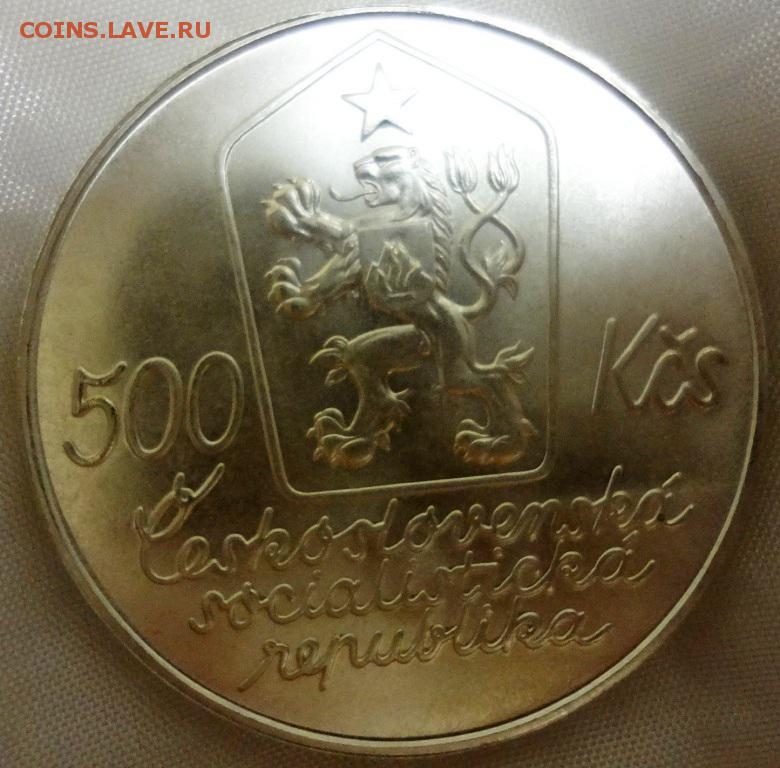 COINS.LAVE.RU
500 Kčs
Československá
socialistická
republika